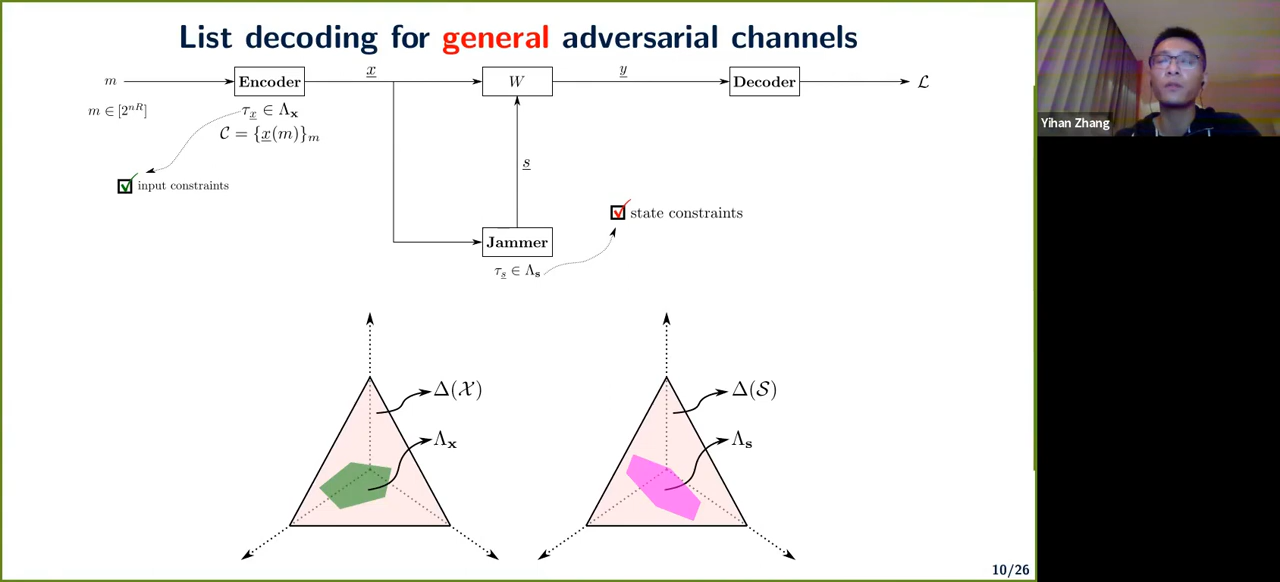 List decoding for general adversarial channels
m
Encoder
x
W
y
Decoder
ℒ
m ∈ [2^{nR}]
τ_x ∈ Λ_x
𝒞 = {x(m)}_m
input constraints
s
state constraints
Jammer
τ_s ∈ Λ_s
Δ(𝒳)
Λ_x
Δ(𝒮)
Λ_s
10/26
Yihan Zhang